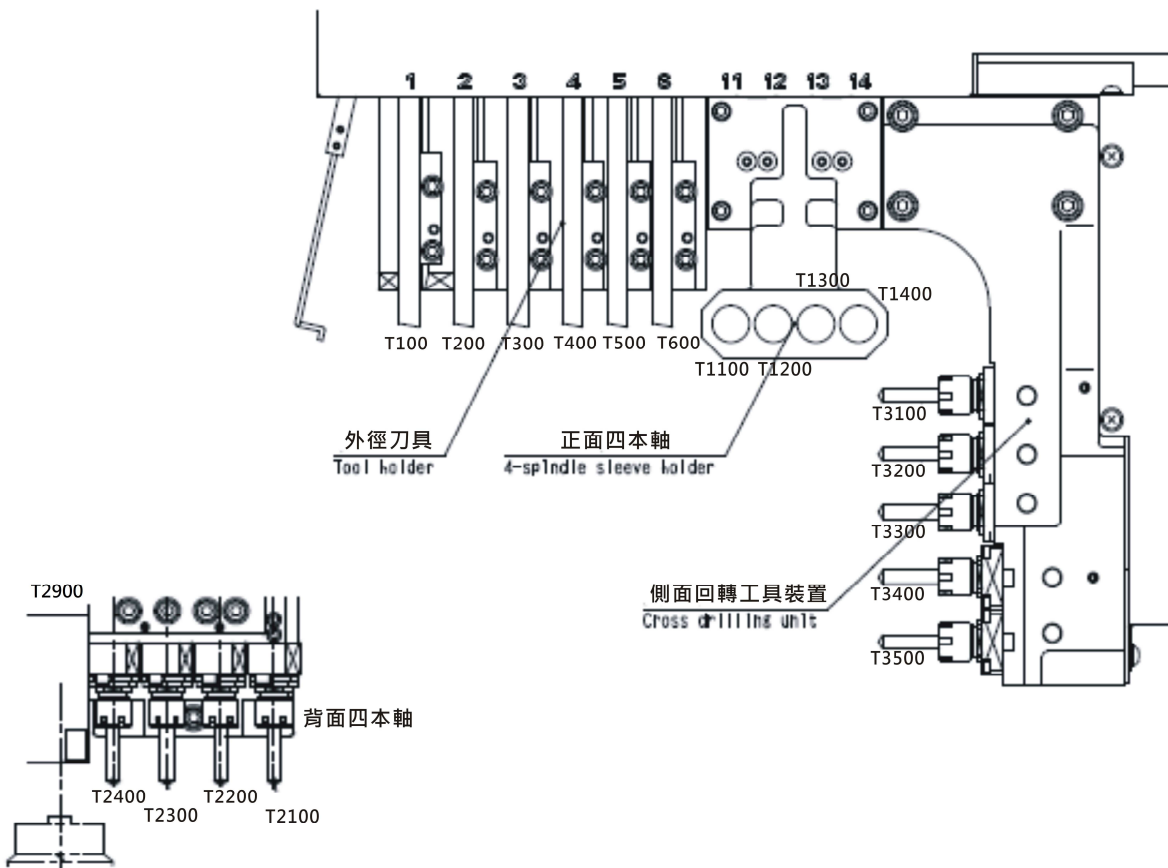 1 2 3 4 5 6 11 12 13 14
T1300
T1400
T100 T200 T300 T400 T500 T600
T1100 T1200
T3100
外徑刀具
Tool holder
正面四本軸
4-spindle sleeve holder
T3200
T3300
T3400
側面回轉工具裝置
Cross drilling unit
T3500
T2900
背面四本軸
T2400
T2300
T2200
T2100